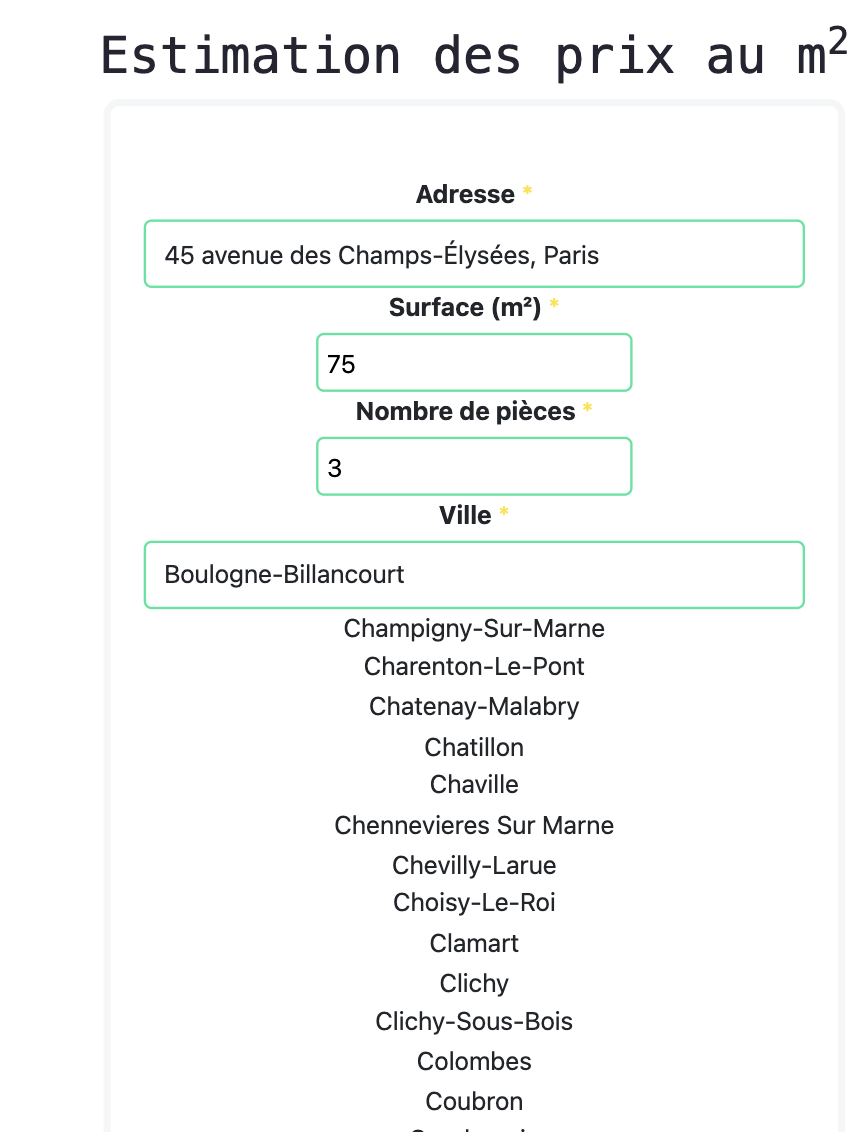 Estimation des prix au m²
Adresse *
45 avenue des Champs-Élysées, Paris
Surface (m²) *
75
Nombre de pièces *
3
Ville *
Boulogne-Billancourt
Champigny-Sur-Marne
Charenton-Le-Pont
Chatenay-Malabry
Chatillon
Chaville
Chennevieres Sur Marne
Chevilly-Larue
Choisy-Le-Roi
Clamart
Clichy
Clichy-Sous-Bois
Colombes
Coubron